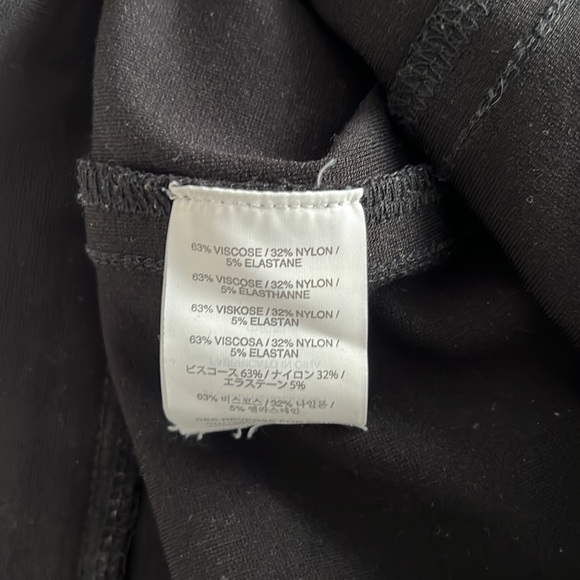 63% VISCOSE / 32% NYLON /
5% ELASTANE
63% VISCOSE / 32% NYLON /
5% ELASTHANNE
63% VISKOSE / 32% NYLON /
5% ELASTAN
63% VISCOSA / 32% NYLON /
5% ELASTAN
ビスコース 63% / ナイロン 32% /
エラステーン 5%
63% 비스코스 / 32% 나일론 /
5% 엘라스테인
SEE REVERSE FOR